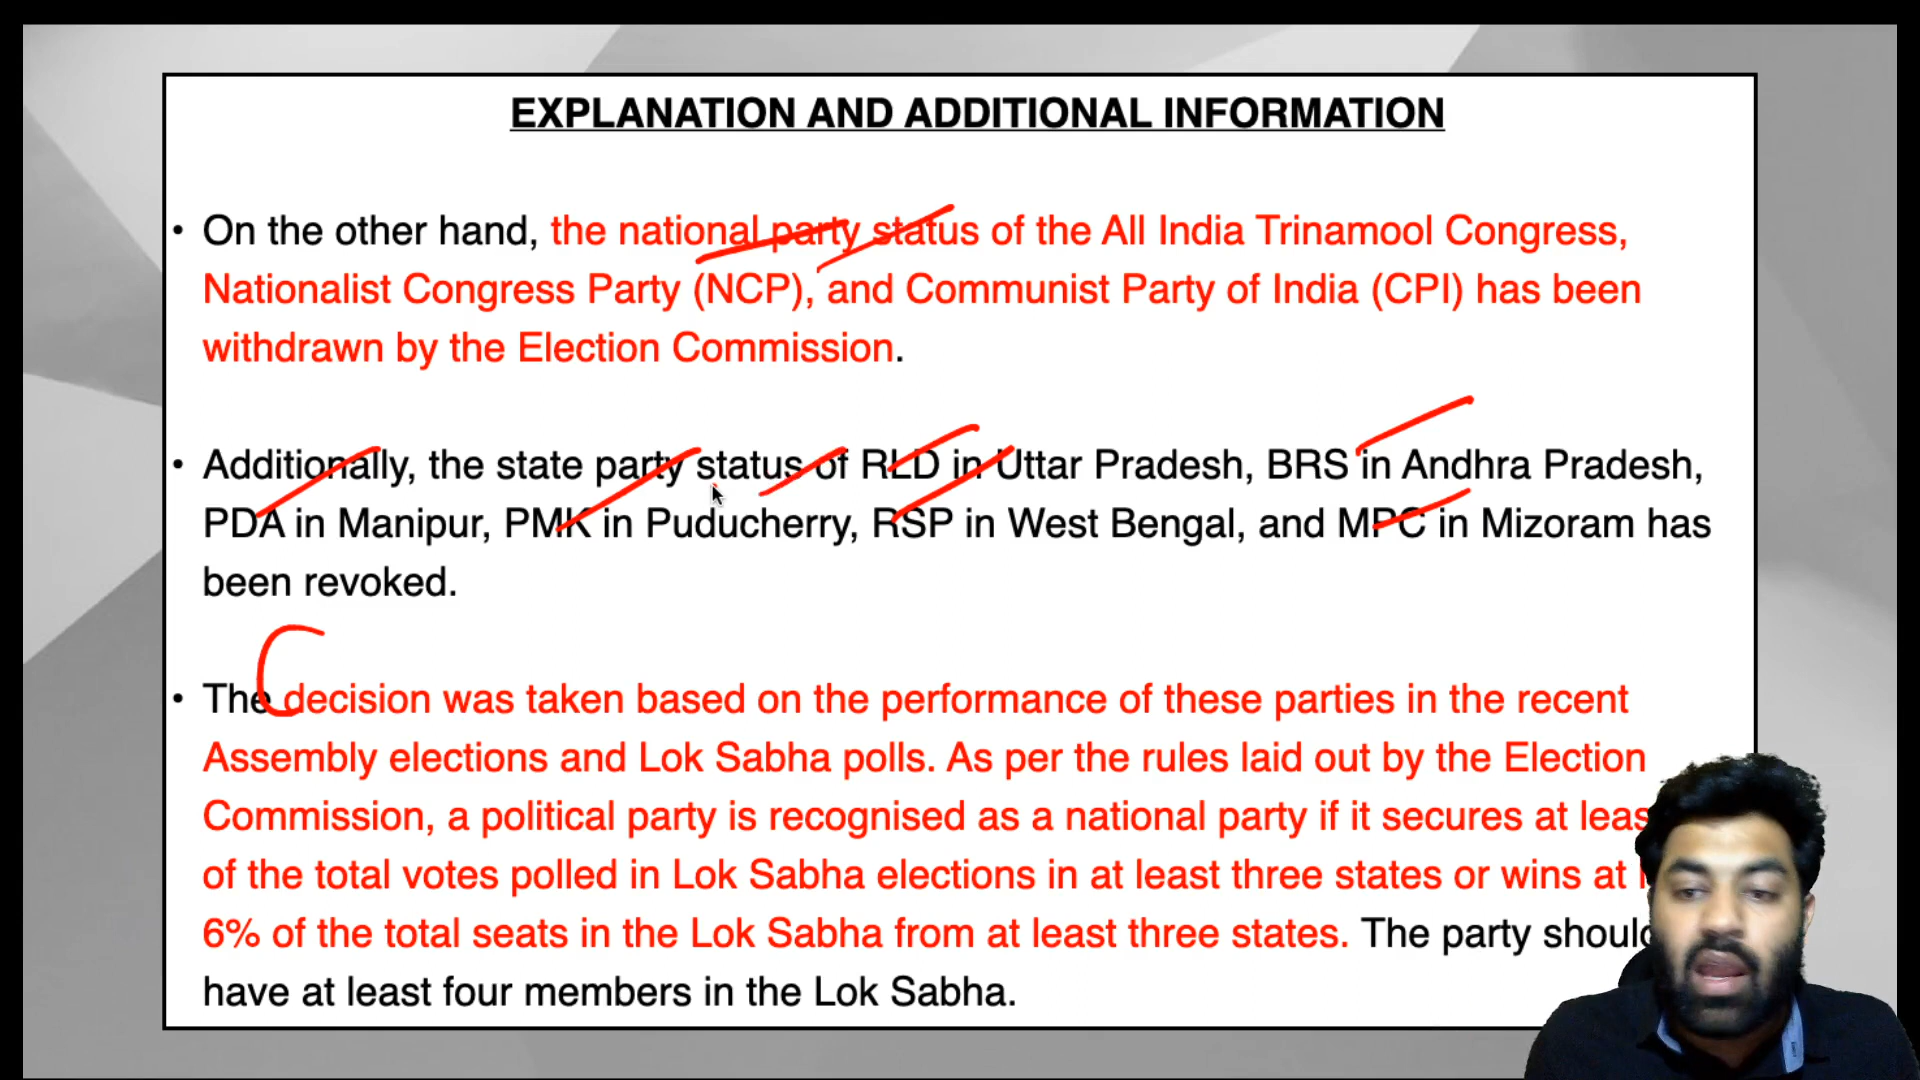 EXPLANATION AND ADDITIONAL INFORMATION
• On the other hand, the national party status of the All India Trinamool Congress,
Nationalist Congress Party (NCP), and Communist Party of India (CPI) has been
withdrawn by the Election Commission.
• Additionally, the state party status of RLD in Uttar Pradesh, BRS in Andhra Pradesh,
PDA in Manipur, PMK in Puducherry, RSP in West Bengal, and MPC in Mizoram has
been revoked.
• The decision was taken based on the performance of these parties in the recent
Assembly elections and Lok Sabha polls. As per the rules laid out by the Election
Commission, a political party is recognised as a national party if it secures at
of the total votes polled in Lok Sabha elections in at least three states or wins at
6% of the total seats in the Lok Sabha from at least three states. The party
have at least four members in the Lok Sabha.